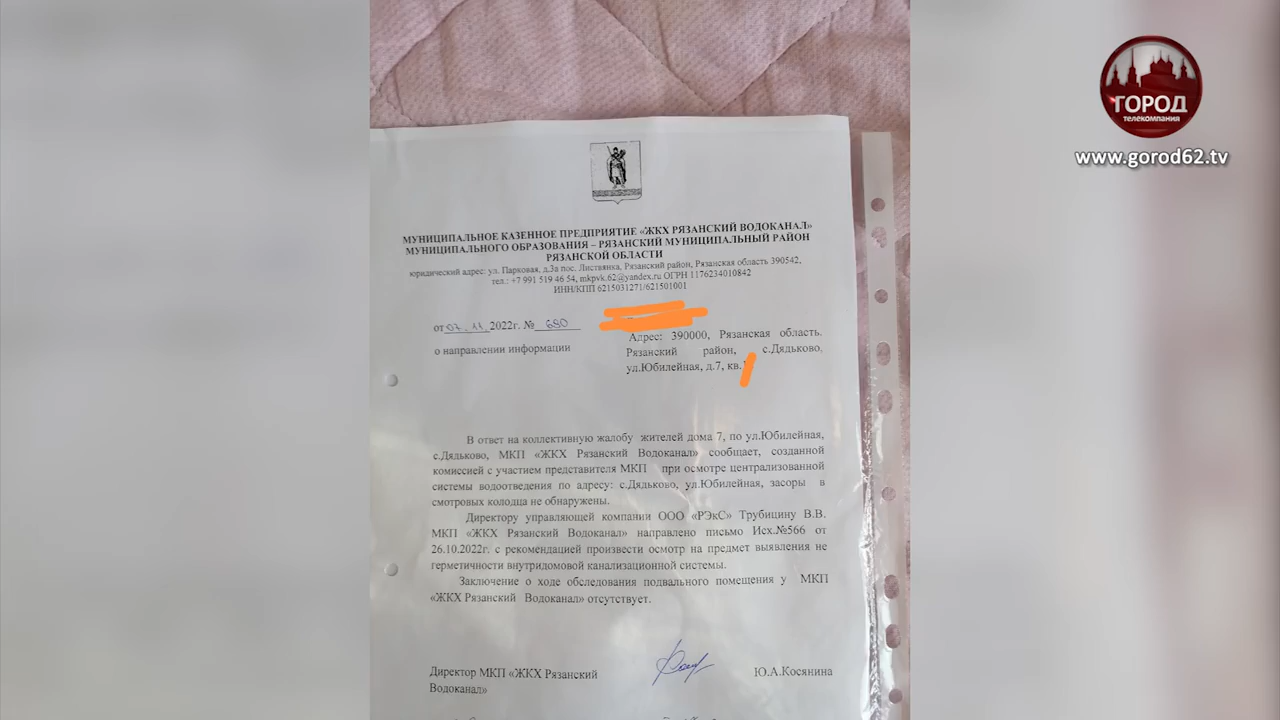 ГОРОД
ТЕЛЕКОМПАНИЯ
www.gorod62.tv
МУНИЦИПАЛЬНОЕ КАЗЕННОЕ ПРЕДПРИЯТИЕ «ЖКХ РЯЗАНСКИЙ ВОДОКАНАЛ»
МУНИЦИПАЛЬНОГО ОБРАЗОВАНИЯ – РЯЗАНСКИЙ МУНИЦИПАЛЬНЫЙ РАЙОН
РЯЗАНСКОЙ ОБЛАСТИ
юридический адрес: ул. Парковая, д.3а пос. Листвянка, Рязанский район, Рязанская область 390542,
тел.: +7 991 519 46 54, mkpvk.62@yandex.ru ОГРН 1176234010842
ИНН/КПП 6215031271/621501001
от 07.11.2022г. № 690
о направлении информации
Адрес: 390000, Рязанская область.
Рязанский район, с.Дядьково,
ул.Юбилейная, д.7, кв.
В ответ на коллективную жалобу жителей дома 7, по ул.Юбилейная,
с.Дядьково, МКП «ЖКХ Рязанский Водоканал» сообщает, созданной
комиссией с участием представителя МКП при осмотре централизованной
системы водоотведения по адресу: с.Дядьково, ул.Юбилейная, засоры в
смотровых колодца не обнаружены.
Директору управляющей компании ООО «РЭкС» Трубицину В.В.
МКП «ЖКХ Рязанский Водоканал» направлено письмо Исх.№566 от
26.10.2022г. с рекомендацией произвести осмотр на предмет выявления не
герметичности внутридомовой канализационной системы.
Заключение о ходе обследования подвального помещения у МКП
«ЖКХ Рязанский Водоканал» отсутствует.
Директор МКП «ЖКХ Рязанский
Водоканал»
Ю.А.Косянина